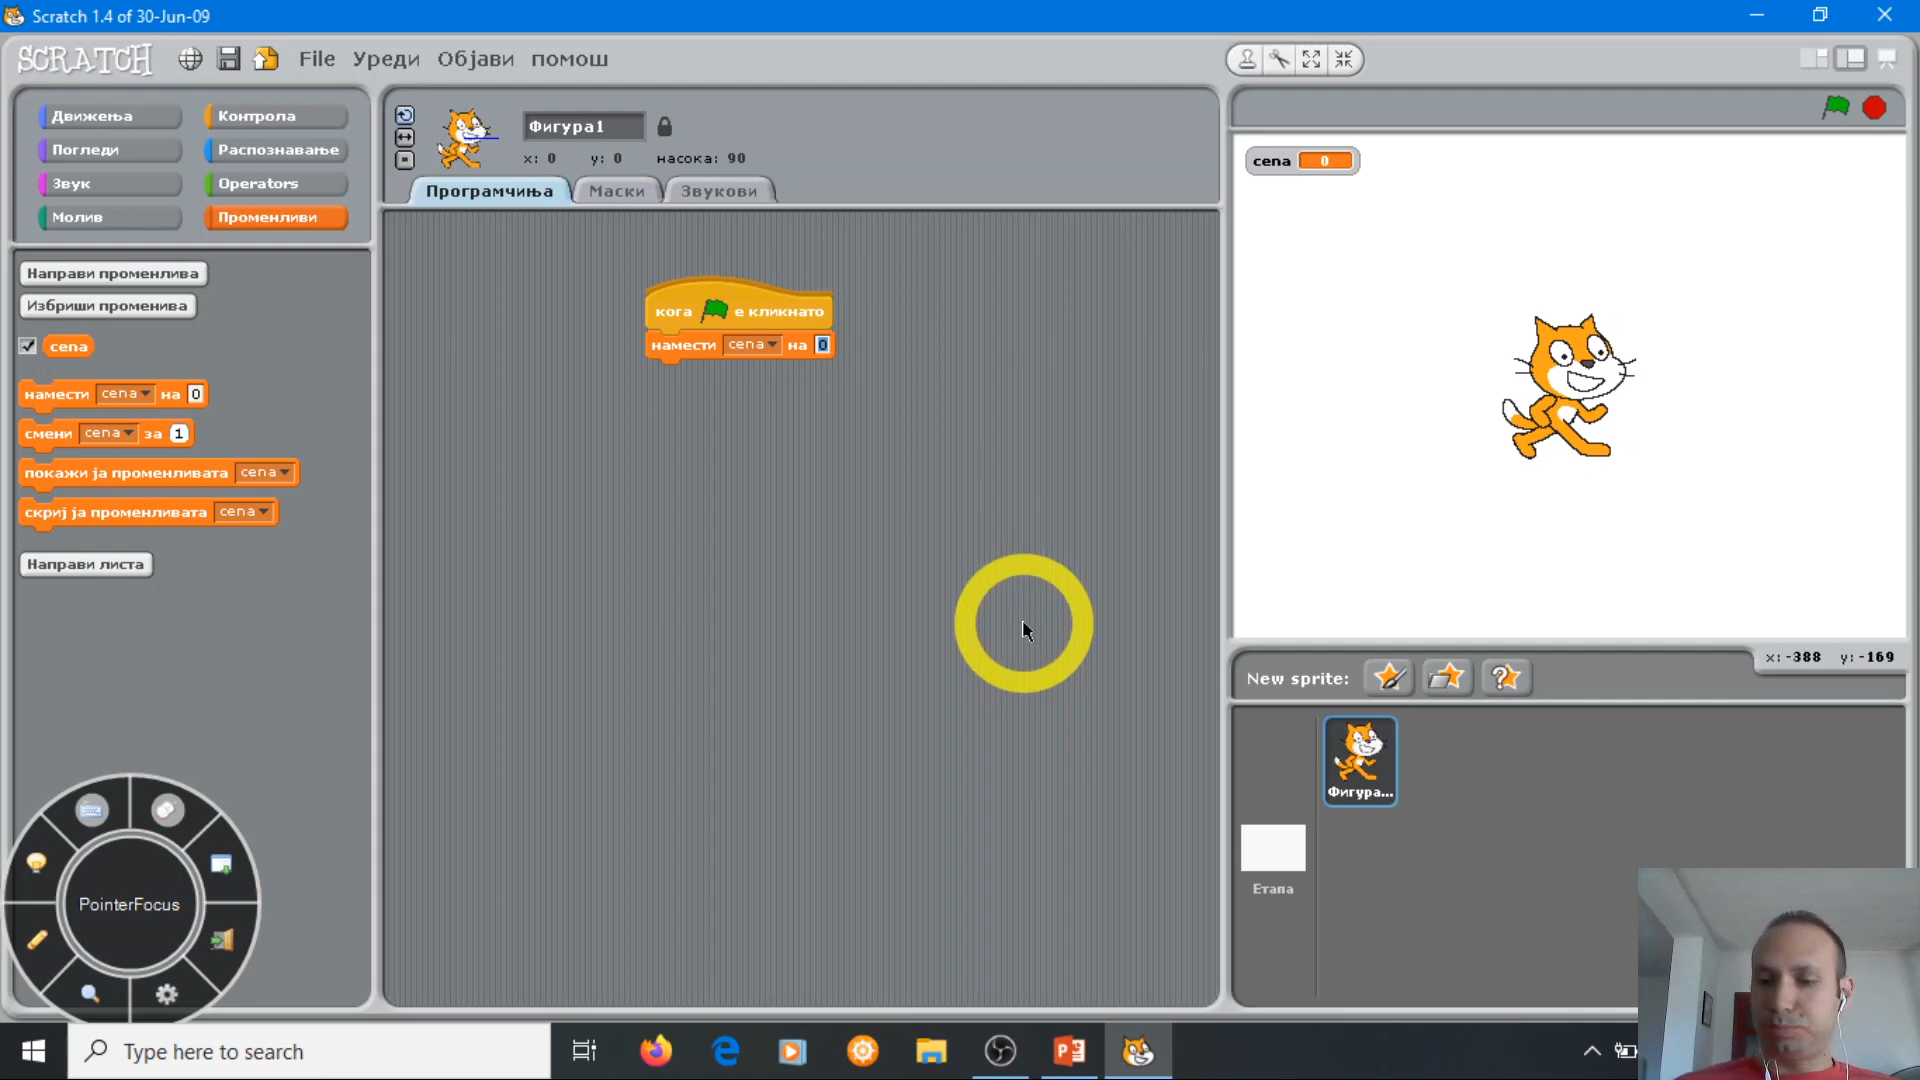 Scratch 1.4 of 30-Jun-09
SCRATCH File Уреди Објави помош
Движења Контрола
Погледи Распознавање
Звук Operators
Молив Променливи
Направи променлива
Избриши променива
cena
намести cena на 0
смени cena за 1
покажи ја променливата cena
скриј ја променливата cena
Направи листа
PointerFocus
Фигура1
x: 0 y: 0 насока: 90
Програмчиња Маски Звукови
кога е кликнато
намести cena на 0
cena 0
x: -388 y: -169
New sprite:
Фигура...
Етапа
Type here to search